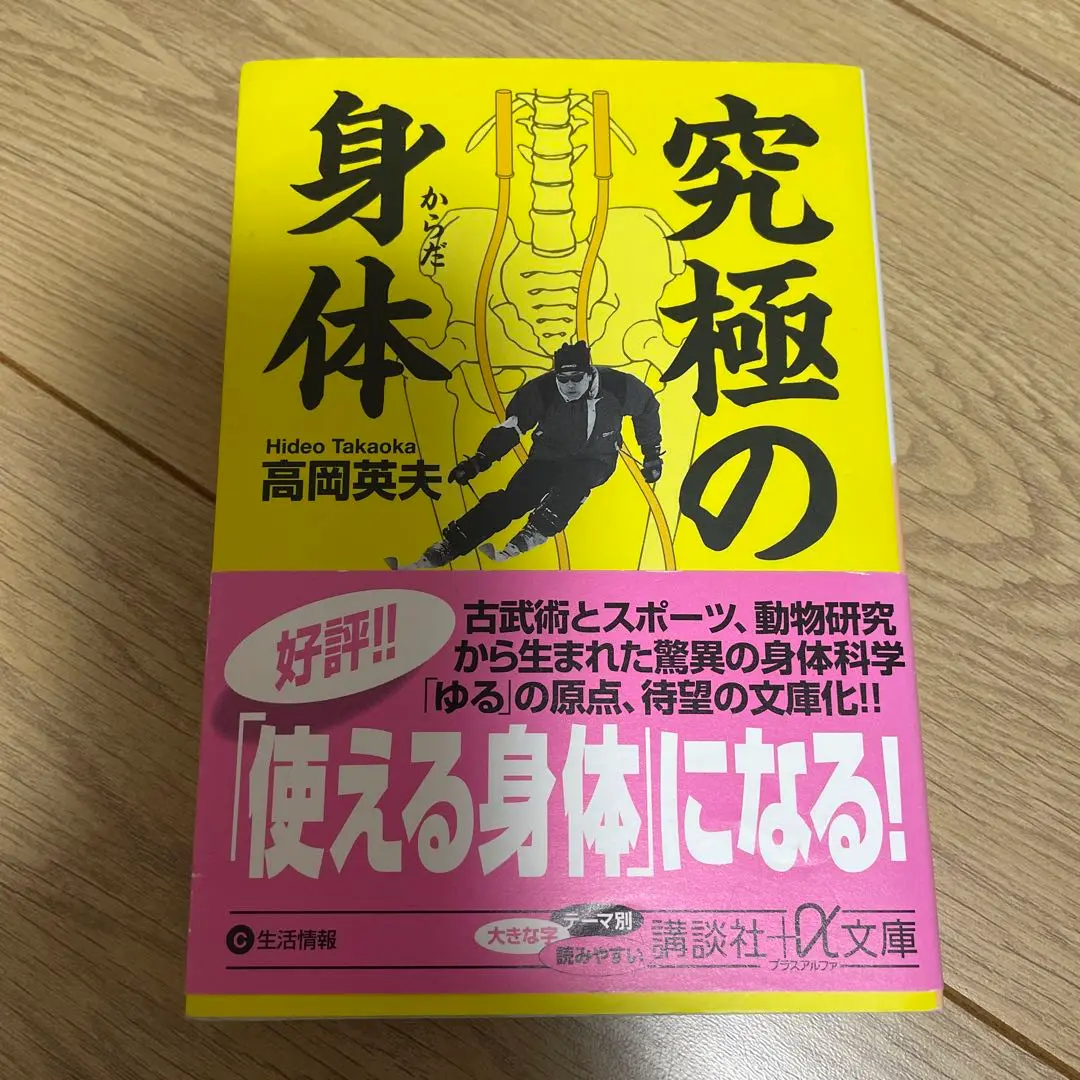 究極の
身体
からだ
Hideo Takaoka
高岡英夫
好評!!
古武術とスポーツ、動物研究
から生まれた驚異の身体科学
「ゆる」の原点、待望の文庫化!!
「使える身体」になる!
C生活情報
テーマ別
大きな字
読みやすい
講談社+α文庫
プラスアルファ